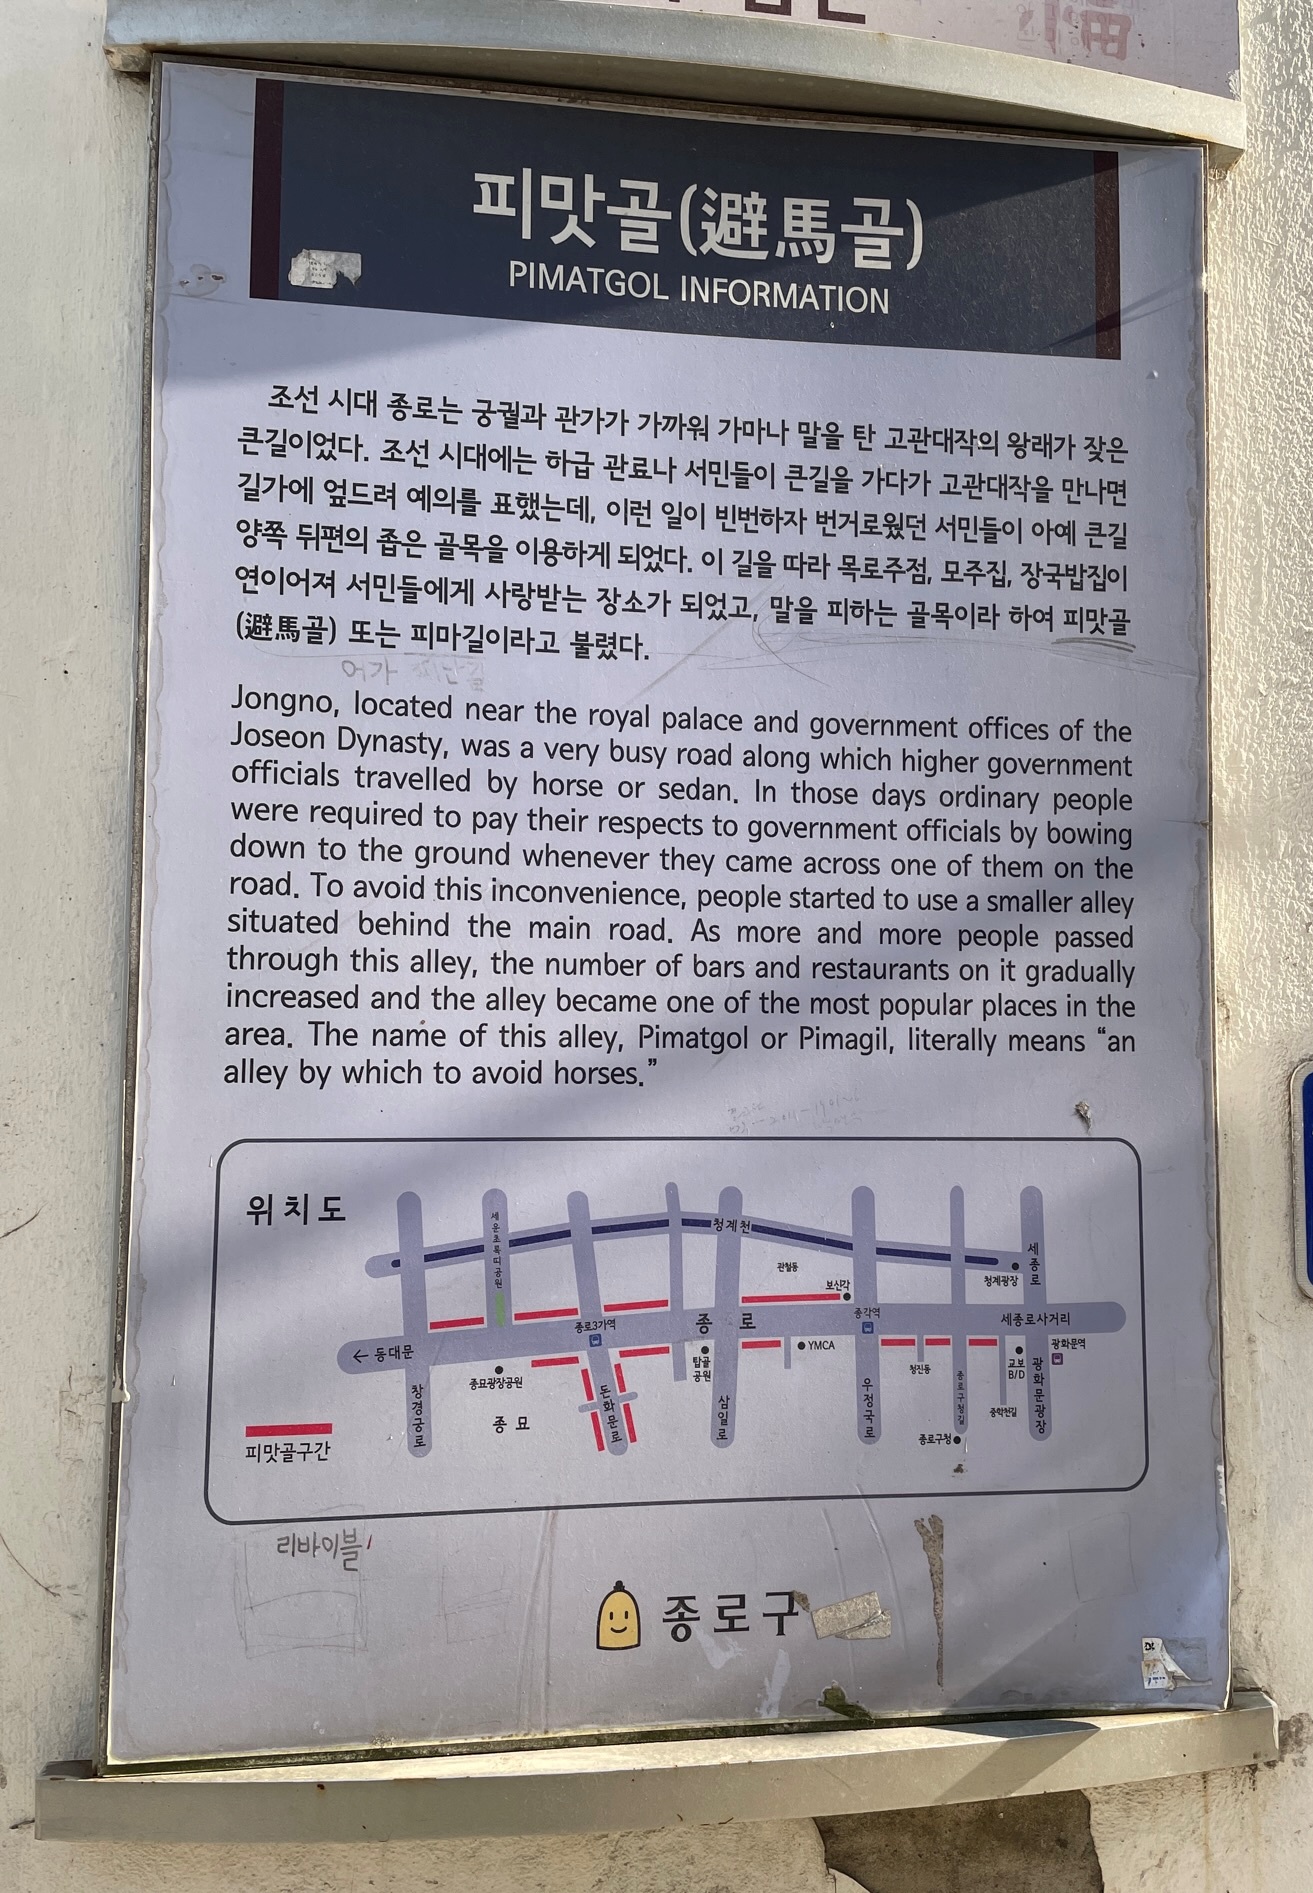 피맛골(避馬골)
PIMATGOL INFORMATION
조선 시대 종로는 궁궐과 관가가 가까워 가마나 말을 탄 고관대작의 왕래가 잦은
큰길이었다. 조선 시대에는 하급 관료나 서민들이 큰길을 가다가 고관대작을 만나면
길가에 엎드려 예의를 표했는데, 이런 일이 빈번하자 번거로웠던 서민들이 아예 큰길
양쪽 뒤편의 좁은 골목을 이용하게 되었다. 이 길을 따라 목로주점, 모주집, 장국밥집이
연이어져 서민들에게 사랑받는 장소가 되었고, 말을 피하는 골목이라 하여 피맛골
(避馬골) 또는 피마길이라고 불렸다.
어가
Jongno, located near the royal palace and government offices of the
Joseon Dynasty, was a very busy road along which higher government
officials travelled by horse or sedan. In those days ordinary people
were required to pay their respects to government officials by bowing
down to the ground whenever they came across one of them on the
road. To avoid this inconvenience, people started to use a smaller alley
situated behind the main road. As more and more people passed
through this alley, the number of bars and restaurants on it gradually
increased and the alley became one of the most popular places in the
area. The name of this alley, Pimatgol or Pimagil, literally means “an
alley by which to avoid horses.”
위치도
세운초록띠공원
청계천
관철동
보신각
청계광장
세종로
종로3가역
종로
종각역
세종로사거리
← 동대문
종묘광장공원
탑골
공원
YMCA
청진동
교보
B/D
광화문역
창경궁로
종묘
돈화문로
삼일로
우정국로
종로구청길
종로구청
중학천길
광화문광장
피맛골구간
리바이블
종로구